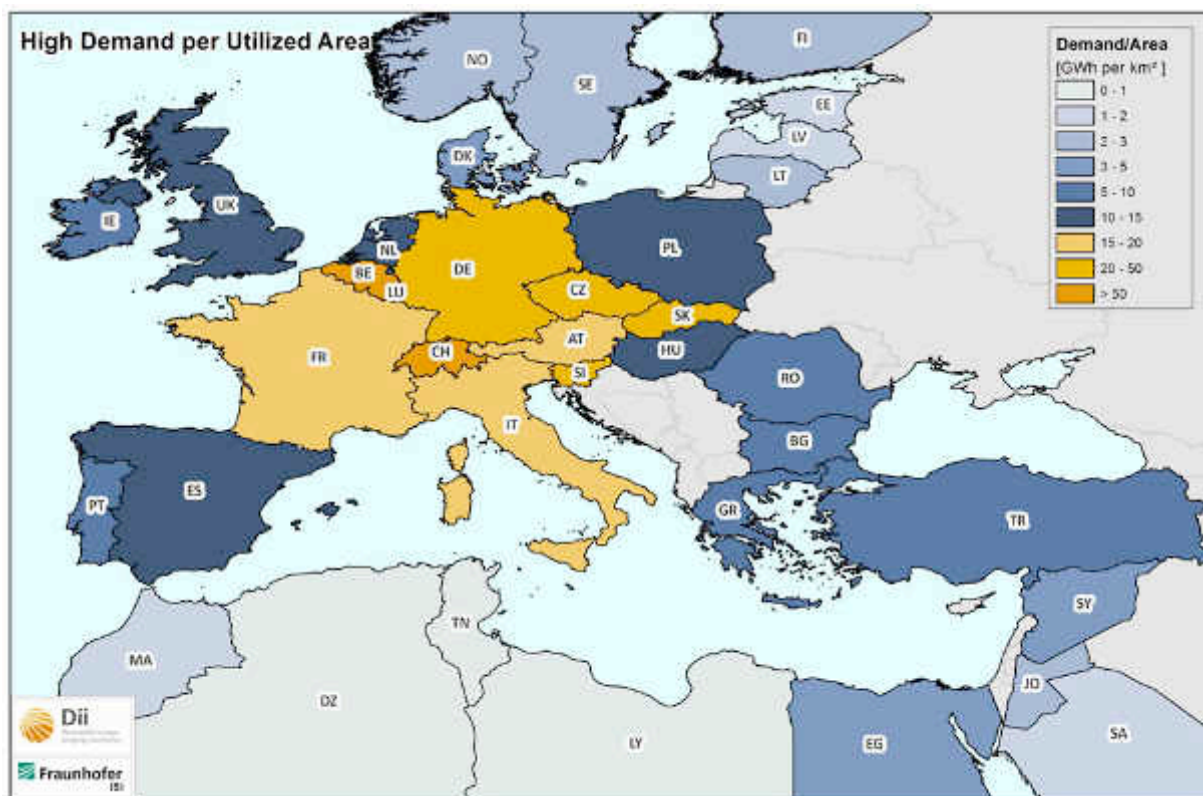 High Demand per Utilized Area
Demand/Area
[GWh per km² ]
0 - 1
1 - 2
2 - 3
3 - 5
5 - 10
10 - 15
15 - 20
20 - 50
> 50
NO
FI
SE
EE
LV
LT
DK
IE
UK
NL
PL
BE
DE
LU
CZ
SK
FR
CH
AT
HU
SI
RO
IT
BG
PT
ES
GR
TR
SY
MA
TN
JO
DZ
LY
EG
SA
Dii
Fraunhofer
ISI